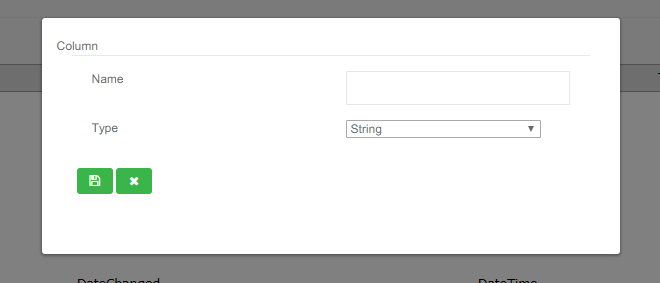 Column
Name
Type
String
DateChanged
DateTime